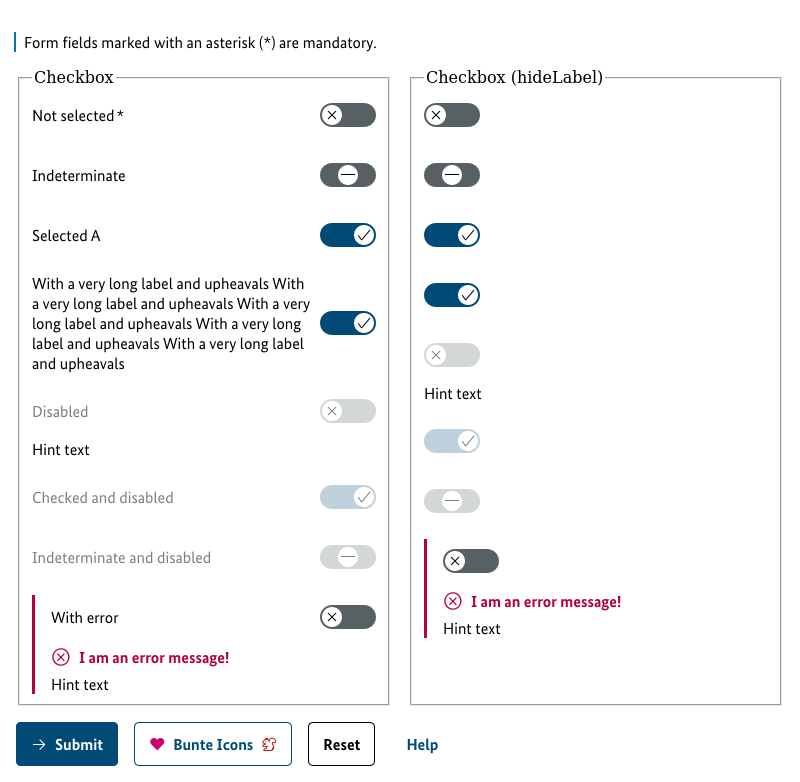 Form fields marked with an asterisk (*) are mandatory.
Checkbox
Not selected *
Indeterminate
Selected A
With a very long label and upheavals With
a very long label and upheavals With a very
long label and upheavals With a very long
label and upheavals With a very long label
and upheavals
Disabled
Hint text
Checked and disabled
Indeterminate and disabled
With error
I am an error message!
Hint text
Checkbox (hideLabel)
Hint text
I am an error message!
Hint text
Submit
Bunte Icons
Reset
Help